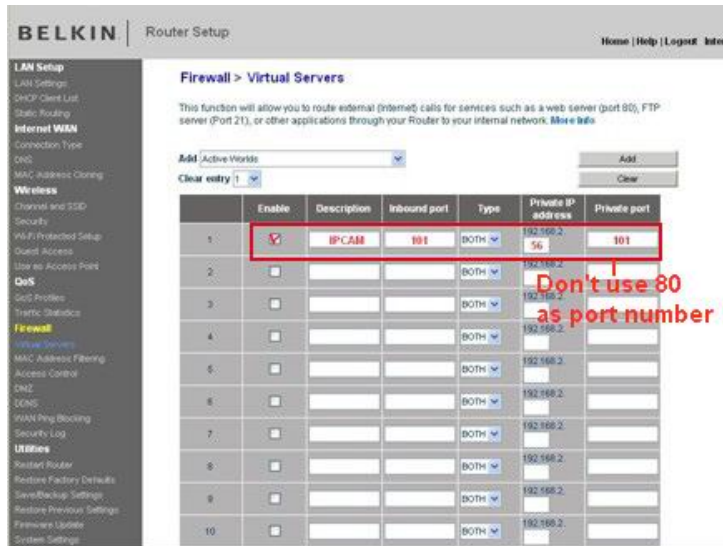 BELKIN
Router Setup
Home |Help |Logout Inte
LAN Setup
LAN Settings
DHCP Client List
Static Routing
Internet WAN
Connection Type
DNS
MAC Address Cloning
Wireless
Channel and SSID
Security
Wi-Fi Protected Setup
Guest Access
Use as Access Point
QoS
QoS Profiles
Traffic Statistics
Firewall
Virtual Servers
MAC Address Filtering
Access Control
DMZ
DDNS
WAN Ping Blocking
Security Log
Utilities
Restart Router
Restore Factory Defaults
Save/Backup Settings
Restore Previous Settings
Firmware Update
System Settings
Firewall > Virtual Servers
This function will allow you to route external (Internet) calls for services such as a web server (port 80), FTP
server (Port 21), or other applications through your Router to your internal network. More Info
Add Active Worlds Add
Clear entry 1 Clear
Enable Description Inbound port Type Private IP address Private port
1 IPCAM 101 BOTH 192.168.2. 56 101
2 BOTH 192.168.2.
Don't use 80
as port number
3 BOTH 192.168.2.
4 BOTH 192.168.2.
5 BOTH 192.168.2.
6 BOTH 192.168.2.
7 BOTH 192.168.2.
8 BOTH 192.168.2.
9 BOTH 192.168.2.
10 BOTH 192.168.2.